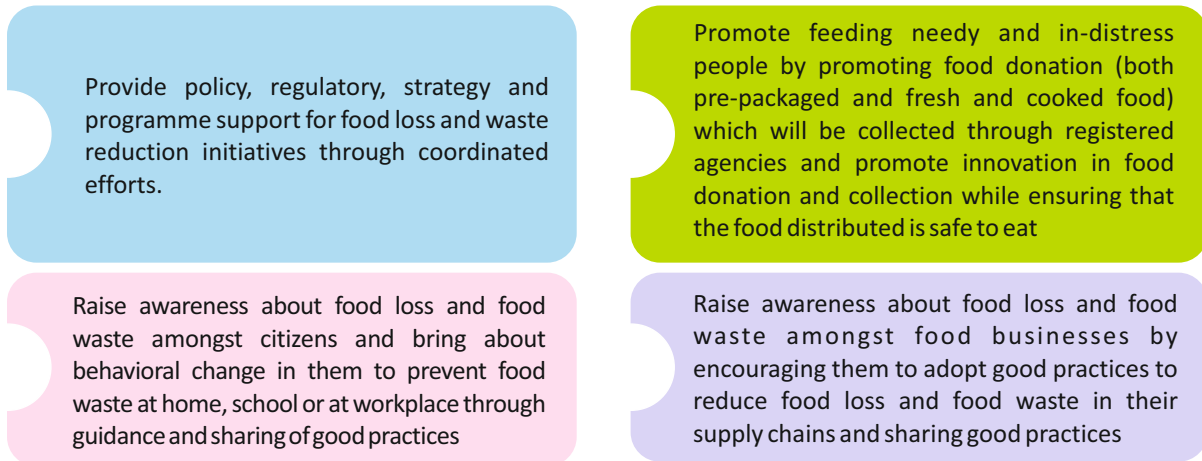 Provide policy, regulatory, strategy and
programme support for food loss and waste
reduction initiatives through coordinated
efforts.
Promote feeding needy and in-distress
people by promoting food donation (both
pre-packaged and fresh and cooked food)
which will be collected through registered
agencies and promote innovation in food
donation and collection while ensuring that
the food distributed is safe to eat
Raise awareness about food loss and food
waste amongst citizens and bring about
behavioral change in them to prevent food
waste at home, school or at workplace through
guidance and sharing of good practices
Raise awareness about food loss and food
waste amongst food businesses by
encouraging them to adopt good practices to
reduce food loss and food waste in their
supply chains and sharing good practices